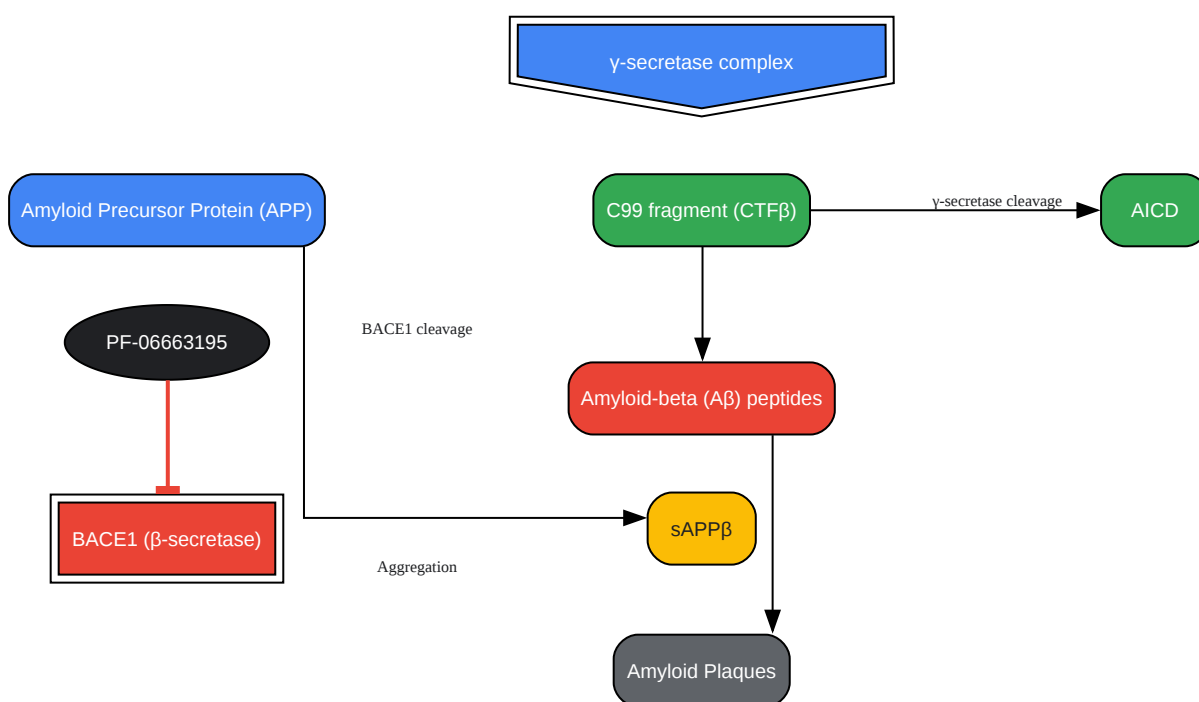 γ-secretase complex
Amyloid Precursor Protein (APP)
C99 fragment (CTFβ)
γ-secretase cleavage
AICD
PF-06663195
BACE1 cleavage
Amyloid-beta (Aβ) peptides
BACE1 (β-secretase)
sAPPβ
Aggregation
Amyloid Plaques